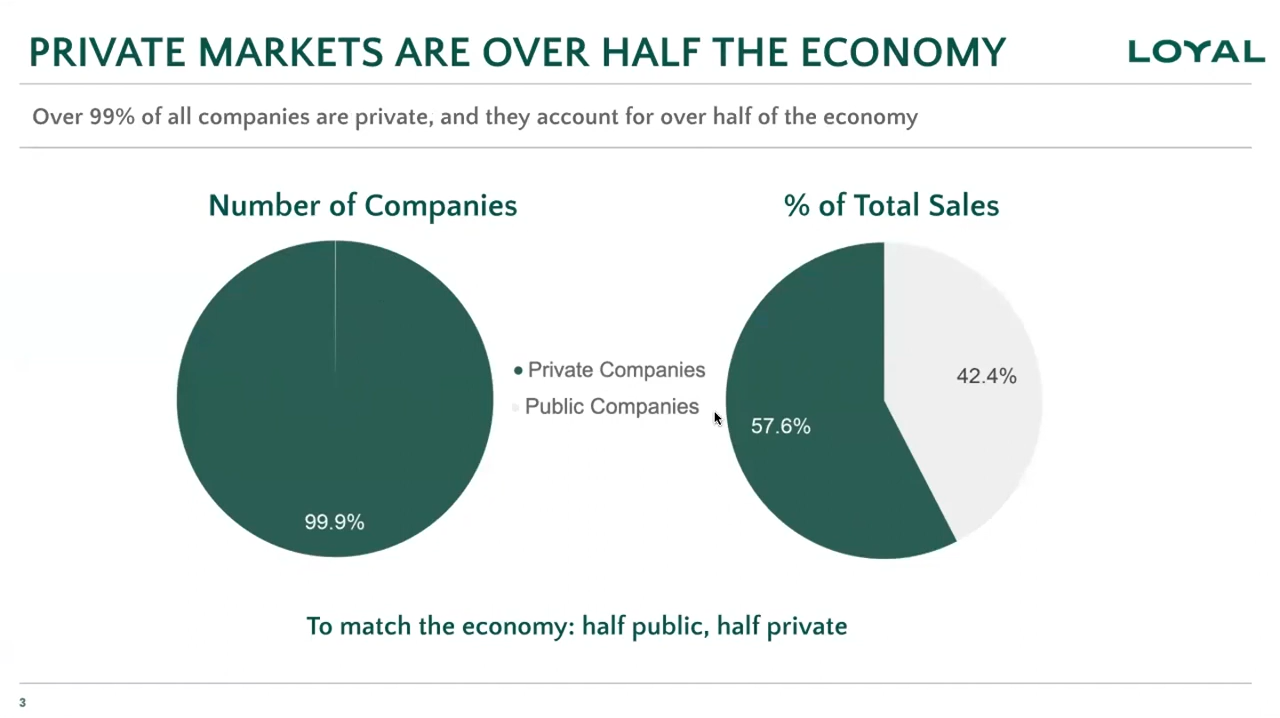 PRIVATE MARKETS ARE OVER HALF THE ECONOMY
LOYAL
Over 99% of all companies are private, and they account for over half of the economy
Number of Companies
% of Total Sales
Private Companies
Public Companies
99.9%
42.4%
57.6%
To match the economy: half public, half private
3